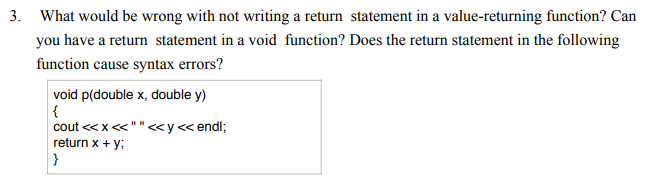 3. What would be wrong with not writing a return statement in a value-returning function? Can
you have a return statement in a void function? Does the return statement in the following
function cause syntax errors?
void p(double x, double y)
{
cout << x << " " << y << endl;
return x + y;
}